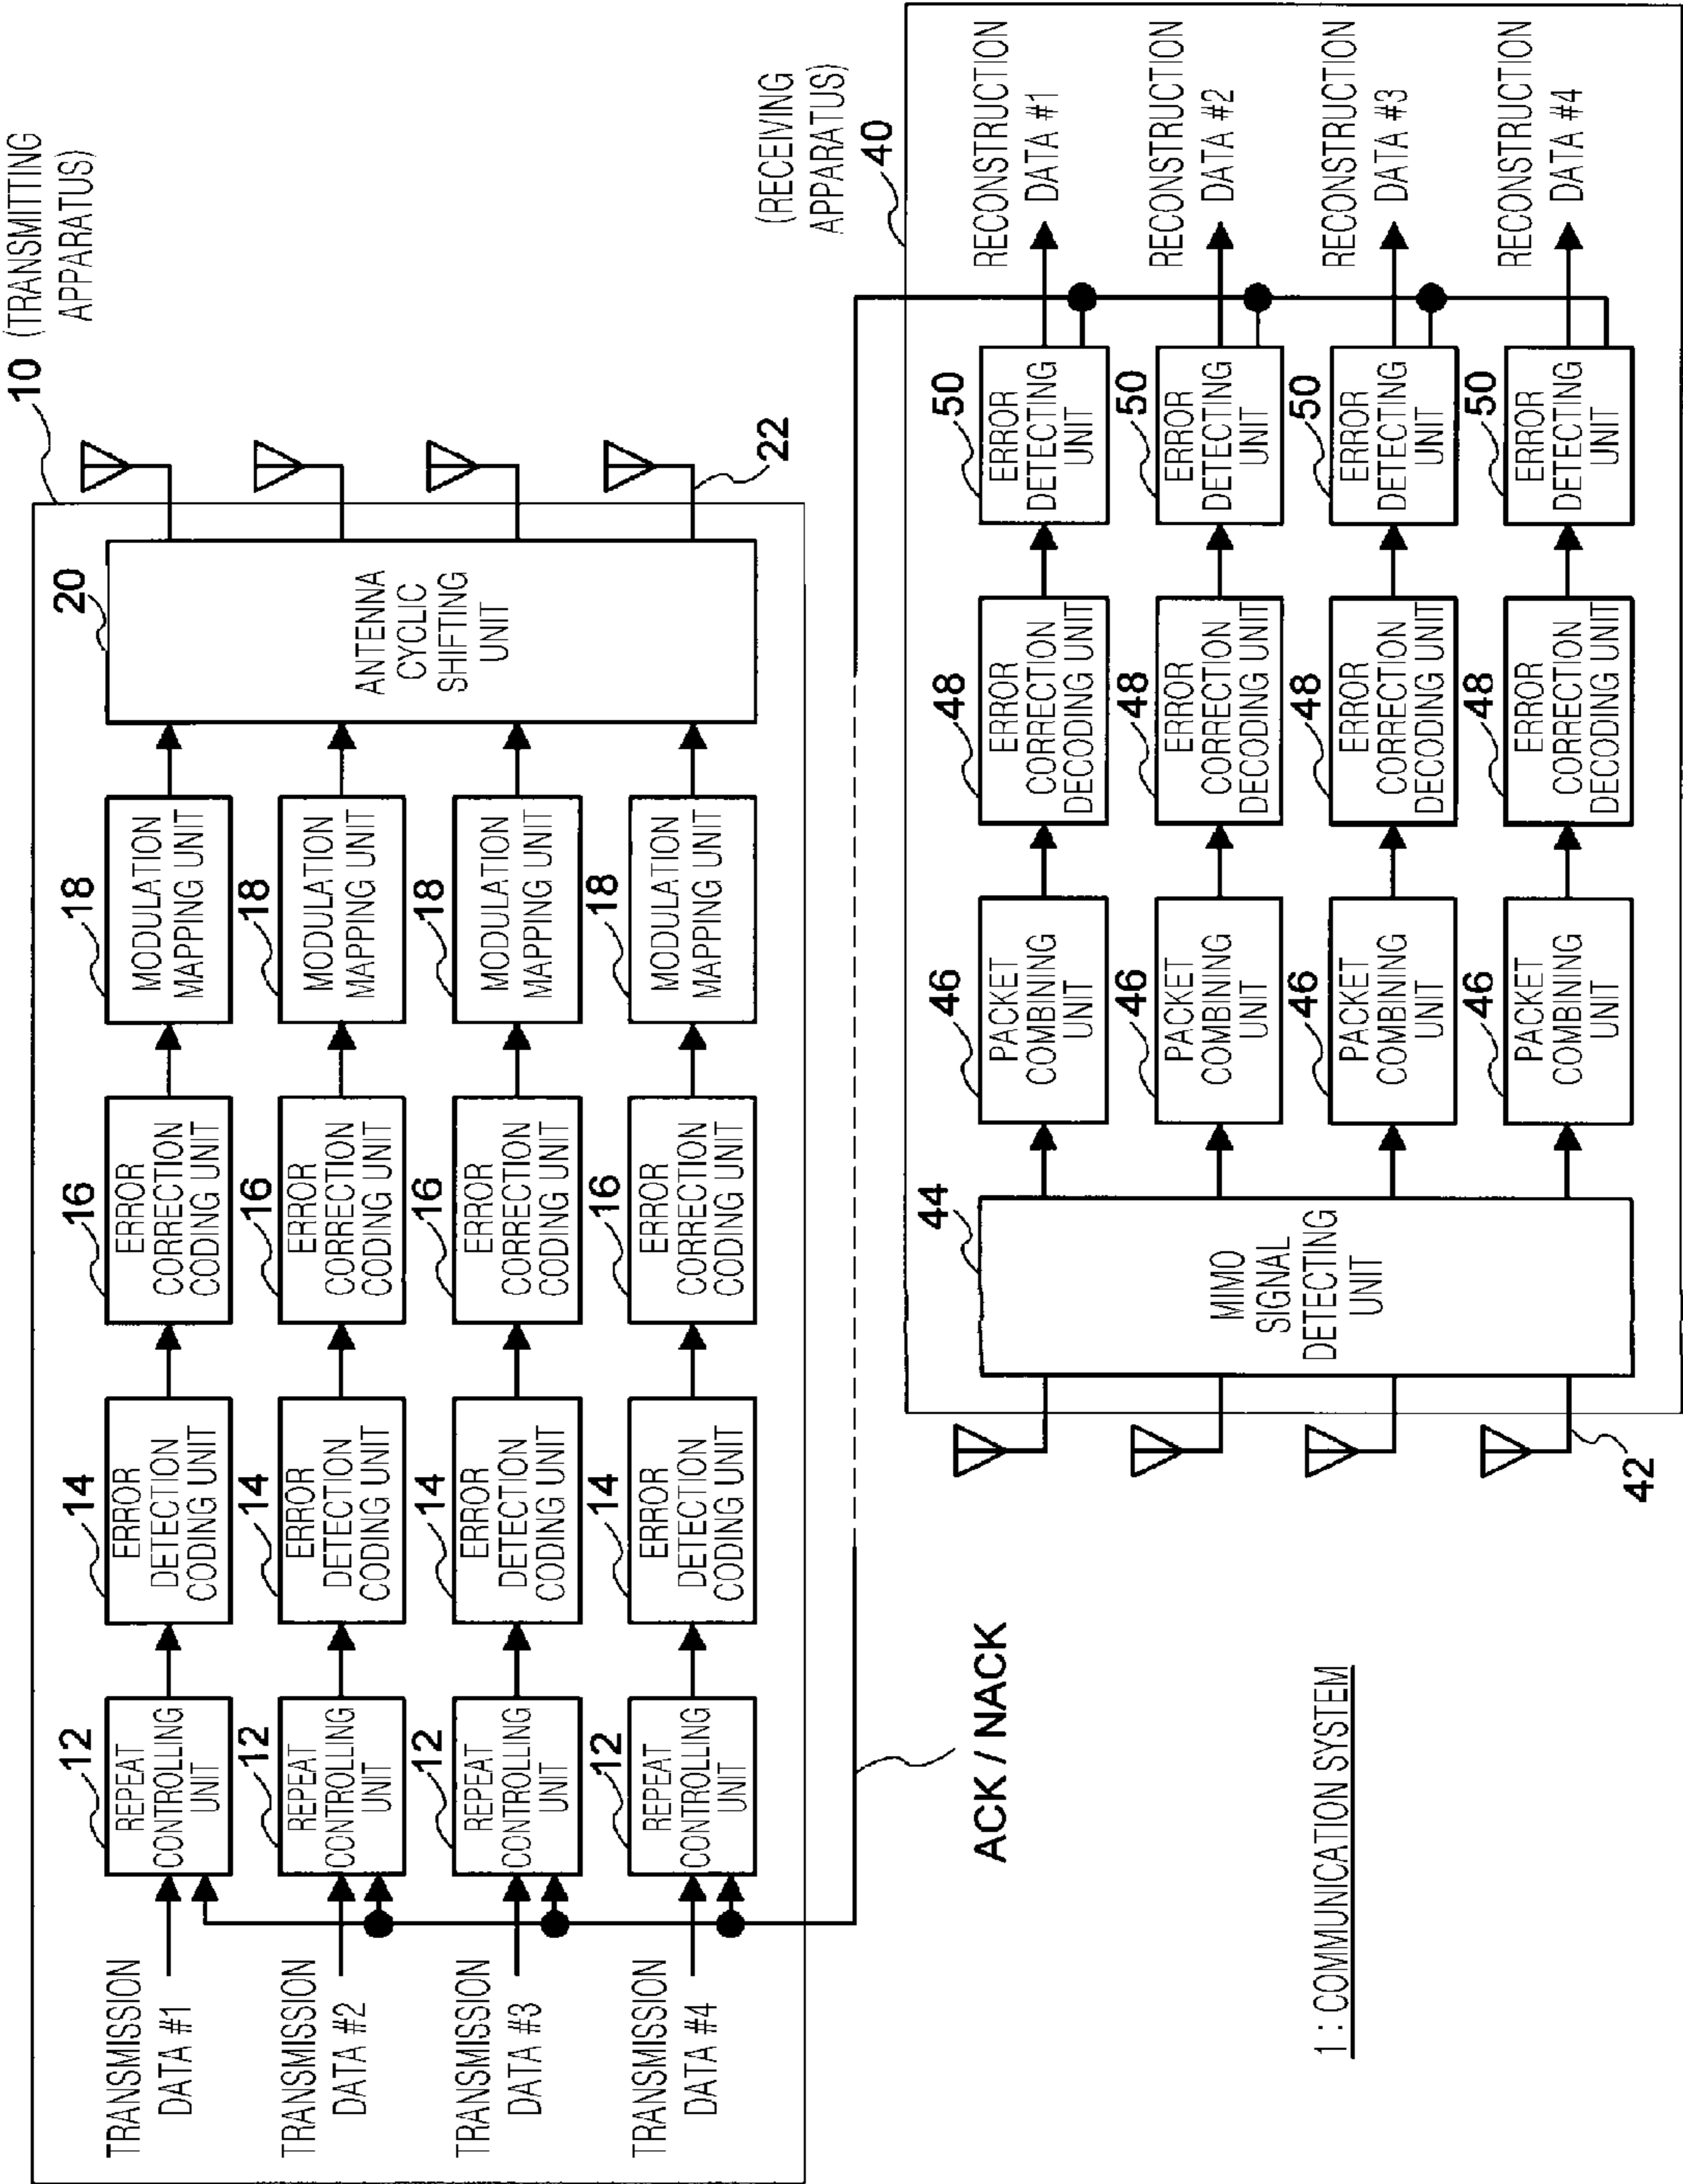 10 (TRANSMITTING
APPARATUS)
TRANSMISSION
DATA #1
12
REPEAT
CONTROLLING
UNIT
14
ERROR
DETECTION
CODING UNIT
16
ERROR
CORRECTION
CODING UNIT
18
MODULATION
MAPPING UNIT
TRANSMISSION
DATA #2
12
REPEAT
CONTROLLING
UNIT
14
ERROR
DETECTION
CODING UNIT
16
ERROR
CORRECTION
CODING UNIT
18
MODULATION
MAPPING UNIT
TRANSMISSION
DATA #3
12
REPEAT
CONTROLLING
UNIT
14
ERROR
DETECTION
CODING UNIT
16
ERROR
CORRECTION
CODING UNIT
18
MODULATION
MAPPING UNIT
TRANSMISSION
DATA #4
12
REPEAT
CONTROLLING
UNIT
14
ERROR
DETECTION
CODING UNIT
16
ERROR
CORRECTION
CODING UNIT
18
MODULATION
MAPPING UNIT
20
ANTENNA
CYCLIC
SHIFTING
UNIT
22
ACK / NACK
(RECEIVING
APPARATUS)
40
42
44
MIMO
SIGNAL
DETECTING
UNIT
46
PACKET
COMBINING
UNIT
48
ERROR
CORRECTION
DECODING UNIT
50
ERROR
DETECTING
UNIT
RECONSTRUCTION
DATA #1
46
PACKET
COMBINING
UNIT
48
ERROR
CORRECTION
DECODING UNIT
50
ERROR
DETECTING
UNIT
RECONSTRUCTION
DATA #2
46
PACKET
COMBINING
UNIT
48
ERROR
CORRECTION
DECODING UNIT
50
ERROR
DETECTING
UNIT
RECONSTRUCTION
DATA #3
46
PACKET
COMBINING
UNIT
48
ERROR
CORRECTION
DECODING UNIT
50
ERROR
DETECTING
UNIT
RECONSTRUCTION
DATA #4
1 : COMMUNICATION SYSTEM